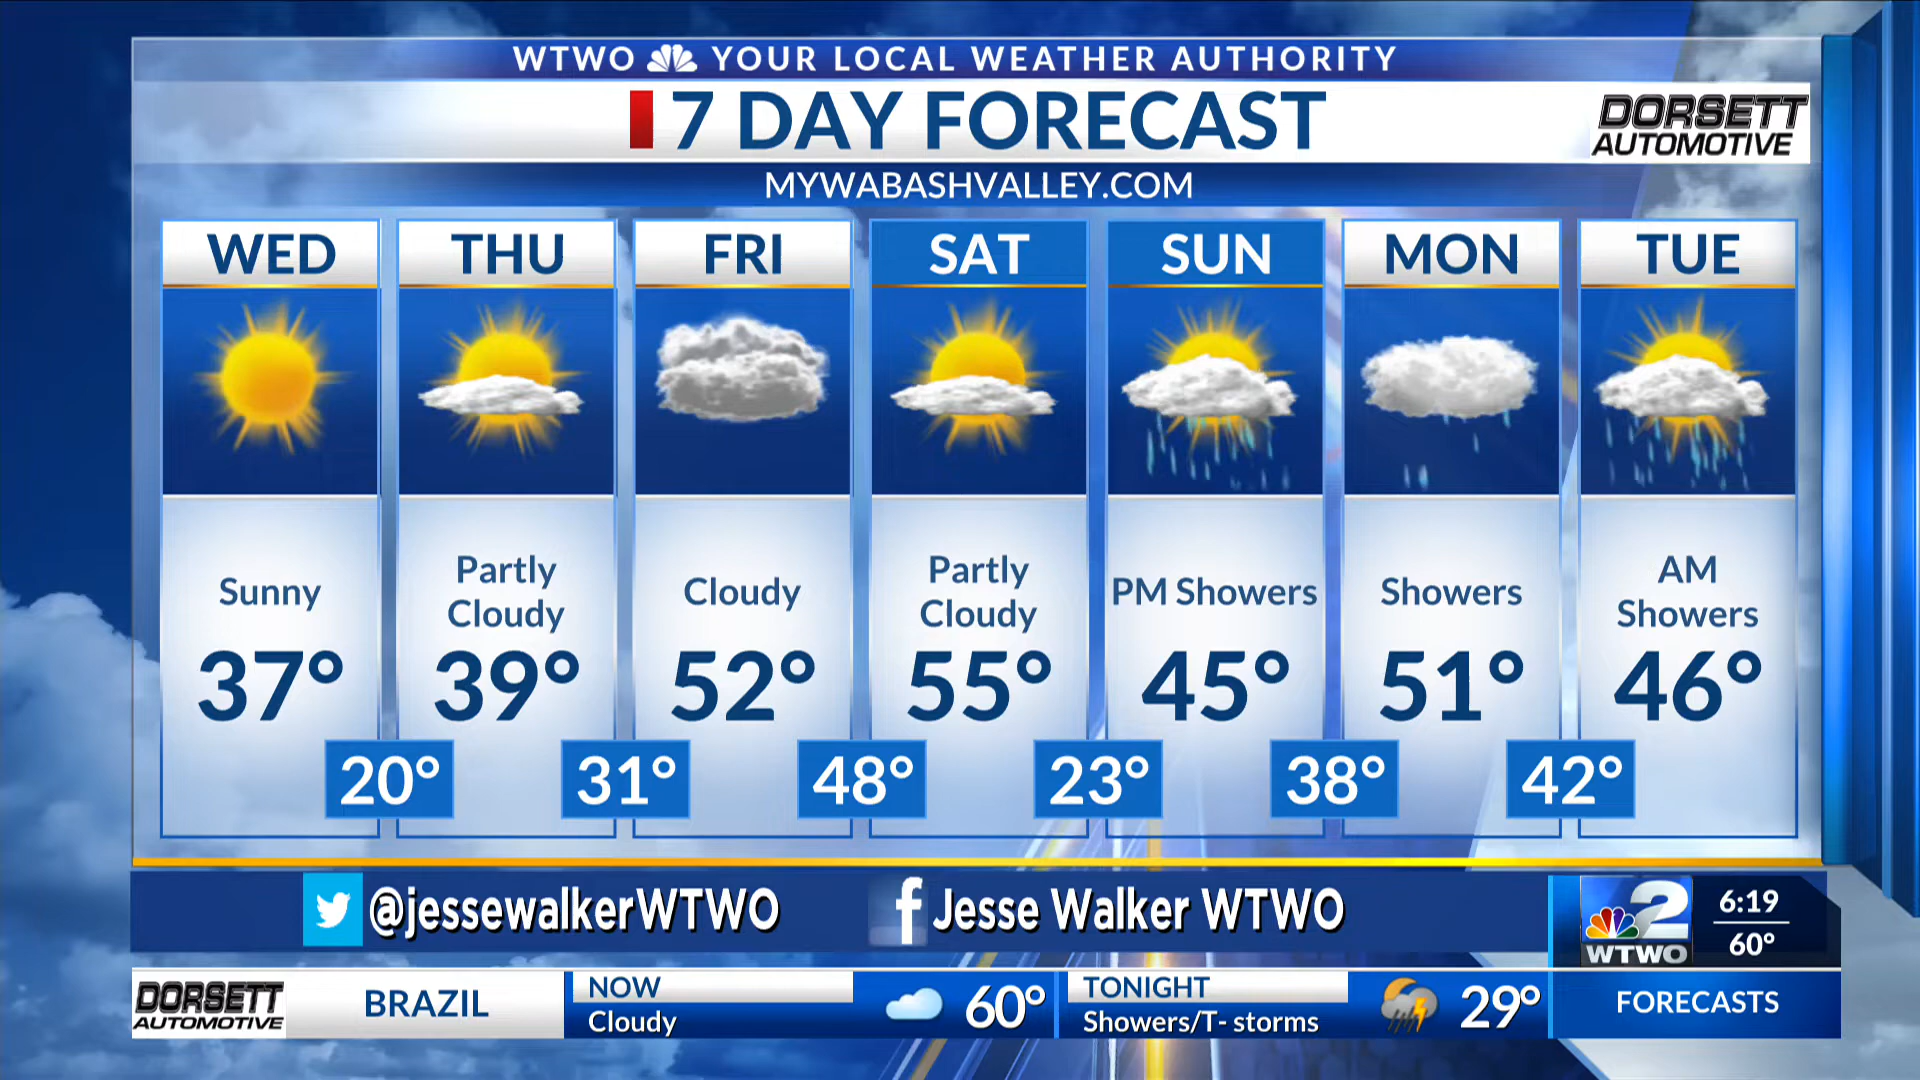 WTWO YOUR LOCAL WEATHER AUTHORITY
7 DAY FORECAST
DORSETT
AUTOMOTIVE
MYWABASHVALLEY.COM
WED THU FRI SAT SUN MON TUE
Sunny
Partly
Cloudy
Cloudy
Partly
Cloudy
PM Showers
Showers
AM
Showers
37° 39° 52° 55° 45° 51° 46°
20° 31° 48° 23° 38° 42°
@jessewalkerWTWO
f Jesse Walker WTWO
2
WTWO
6:19
60°
DORSETT
AUTOMOTIVE
BRAZIL
NOW
Cloudy
60°
TONIGHT
Showers/T- storms
29°
FORECASTS